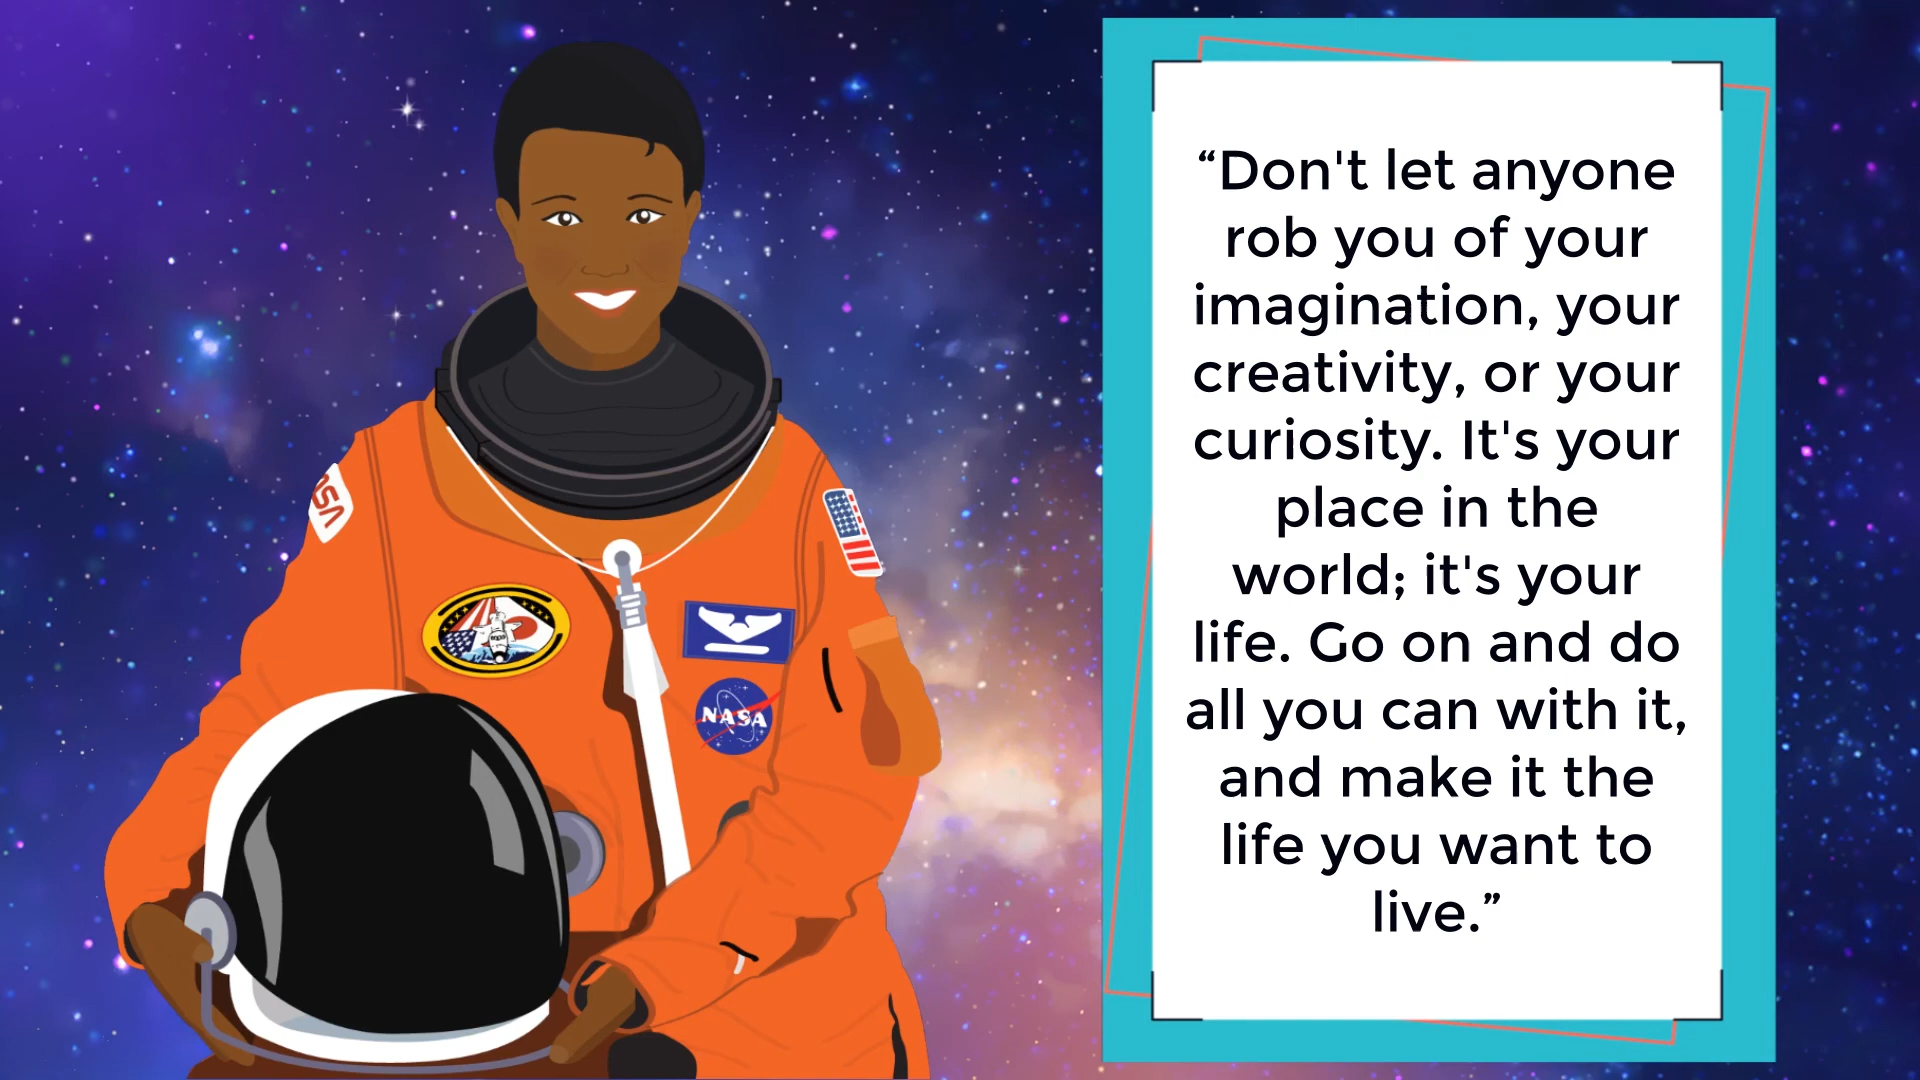 NASA
NASA
“Don't let anyone
rob you of your
imagination, your
creativity, or your
curiosity. It's your
place in the
world; it's your
life. Go on and do
all you can with it,
and make it the
life you want to
live.”